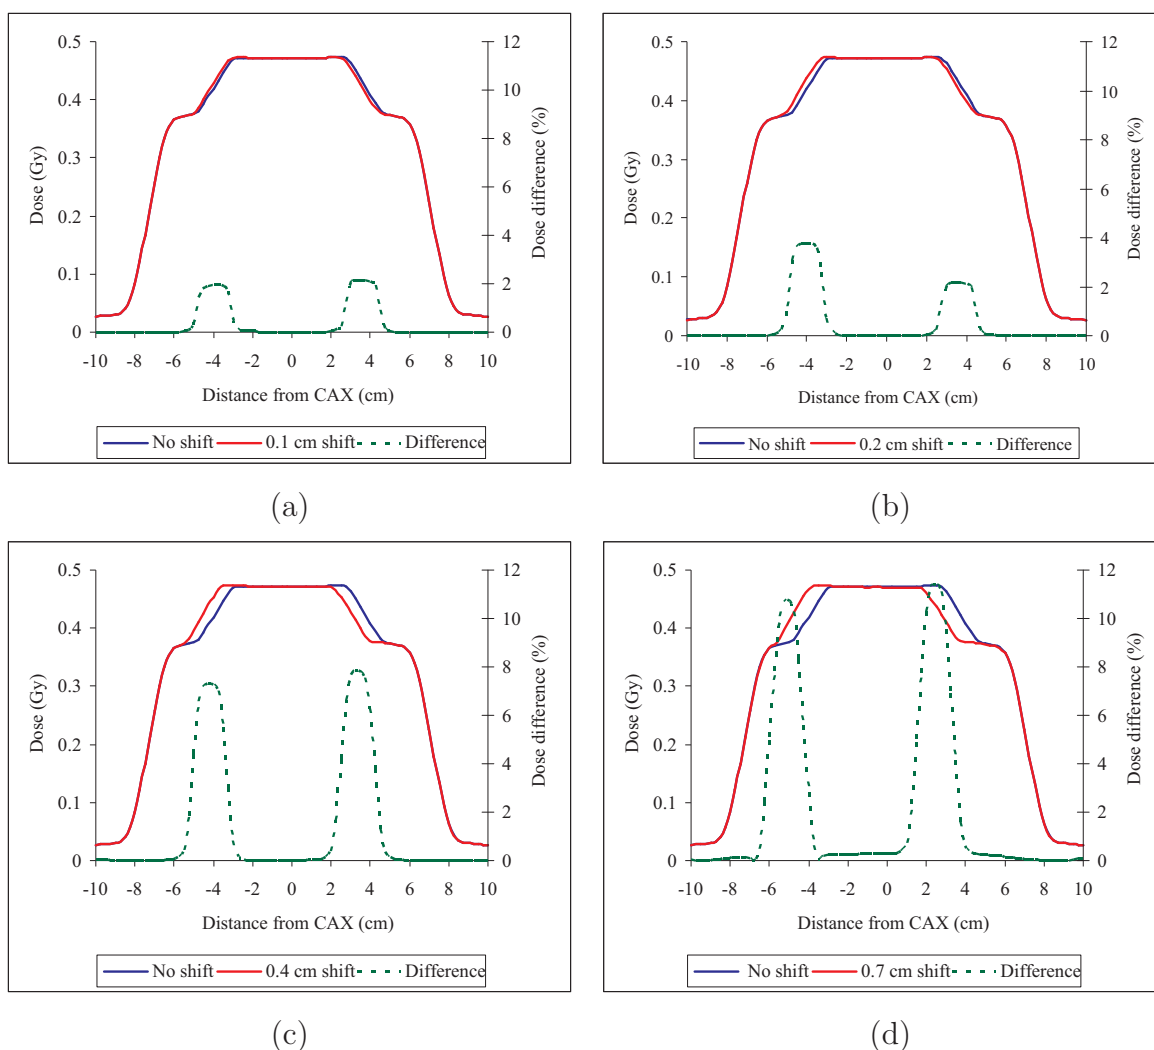 0.5
0.4
0.3
0.2
0.1
0
Dose (Gy)
12
10
8
6
4
2
0
Dose difference (%)
-10 -8 -6 -4 -2 0 2 4 6 8 10
Distance from CAX (cm)
No shift 0.1 cm shift Difference
(a)
0.5
0.4
0.3
0.2
0.1
0
Dose (Gy)
12
10
8
6
4
2
0
Dose difference (%)
-10 -8 -6 -4 -2 0 2 4 6 8 10
Distance from CAX (cm)
No shift 0.2 cm shift Difference
(b)
0.5
0.4
0.3
0.2
0.1
0
Dose (Gy)
12
10
8
6
4
2
0
Dose difference (%)
-10 -8 -6 -4 -2 0 2 4 6 8 10
Distance from CAX (cm)
No shift 0.4 cm shift Difference
(c)
0.5
0.4
0.3
0.2
0.1
0
Dose (Gy)
12
10
8
6
4
2
0
Dose difference (%)
-10 -8 -6 -4 -2 0 2 4 6 8 10
Distance from CAX (cm)
No shift 0.7 cm shift Difference
(d)